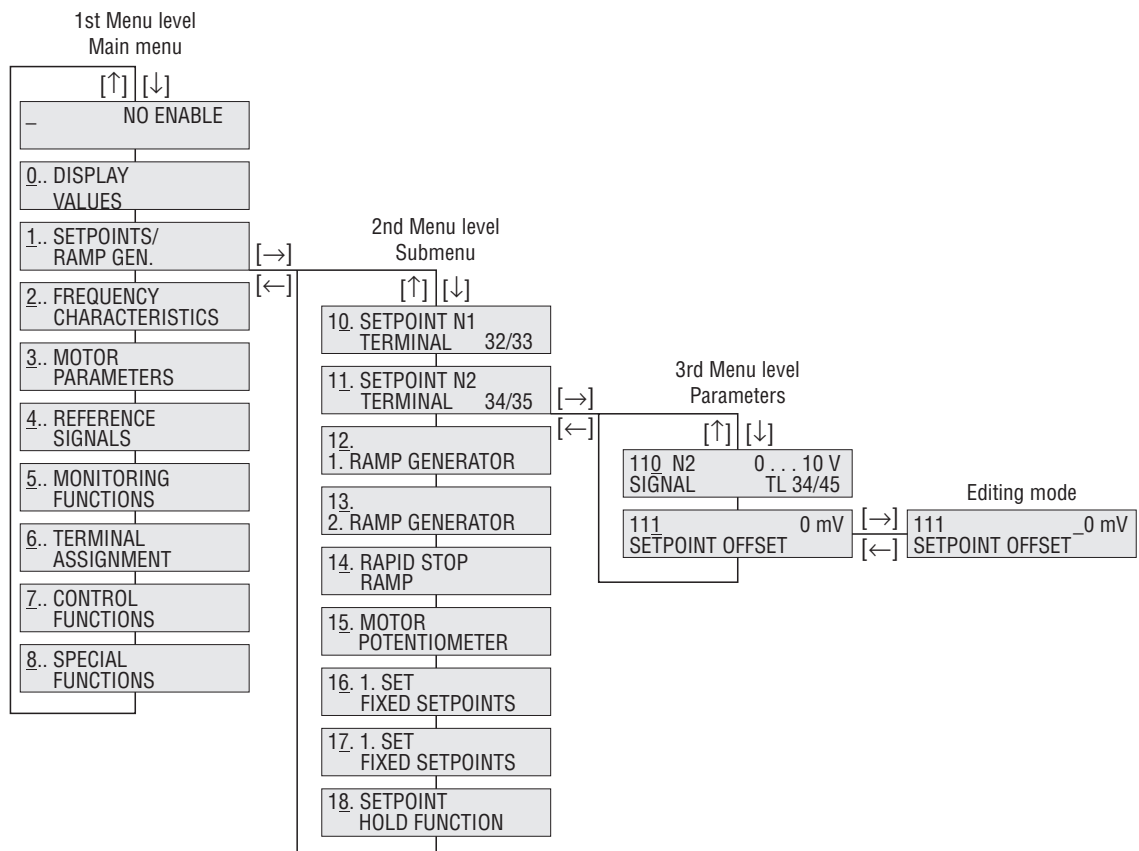 1st Menu level
Main menu
[↑] [↓]
_ NO ENABLE
0.. DISPLAY
VALUES
1.. SETPOINTS/
RAMP GEN.
[→]
[←]
2.. FREQUENCY
CHARACTERISTICS
3.. MOTOR
PARAMETERS
4.. REFERENCE
SIGNALS
5.. MONITORING
FUNCTIONS
6.. TERMINAL
ASSIGNMENT
7.. CONTROL
FUNCTIONS
8.. SPECIAL
FUNCTIONS
2nd Menu level
Submenu
[↑] [↓]
10. SETPOINT N1
TERMINAL 32/33
11. SETPOINT N2
TERMINAL 34/35
[→]
[←]
12.
1. RAMP GENERATOR
13.
2. RAMP GENERATOR
14. RAPID STOP
RAMP
15. MOTOR
POTENTIOMETER
16. 1. SET
FIXED SETPOINTS
17. 1. SET
FIXED SETPOINTS
18. SETPOINT
HOLD FUNCTION
3rd Menu level
Parameters
[↑] [↓]
110 N2 0 . . . 10 V
SIGNAL TL 34/45
111 0 mV
SETPOINT OFFSET
[→]
[←]
Editing mode
111 _0 mV
SETPOINT OFFSET